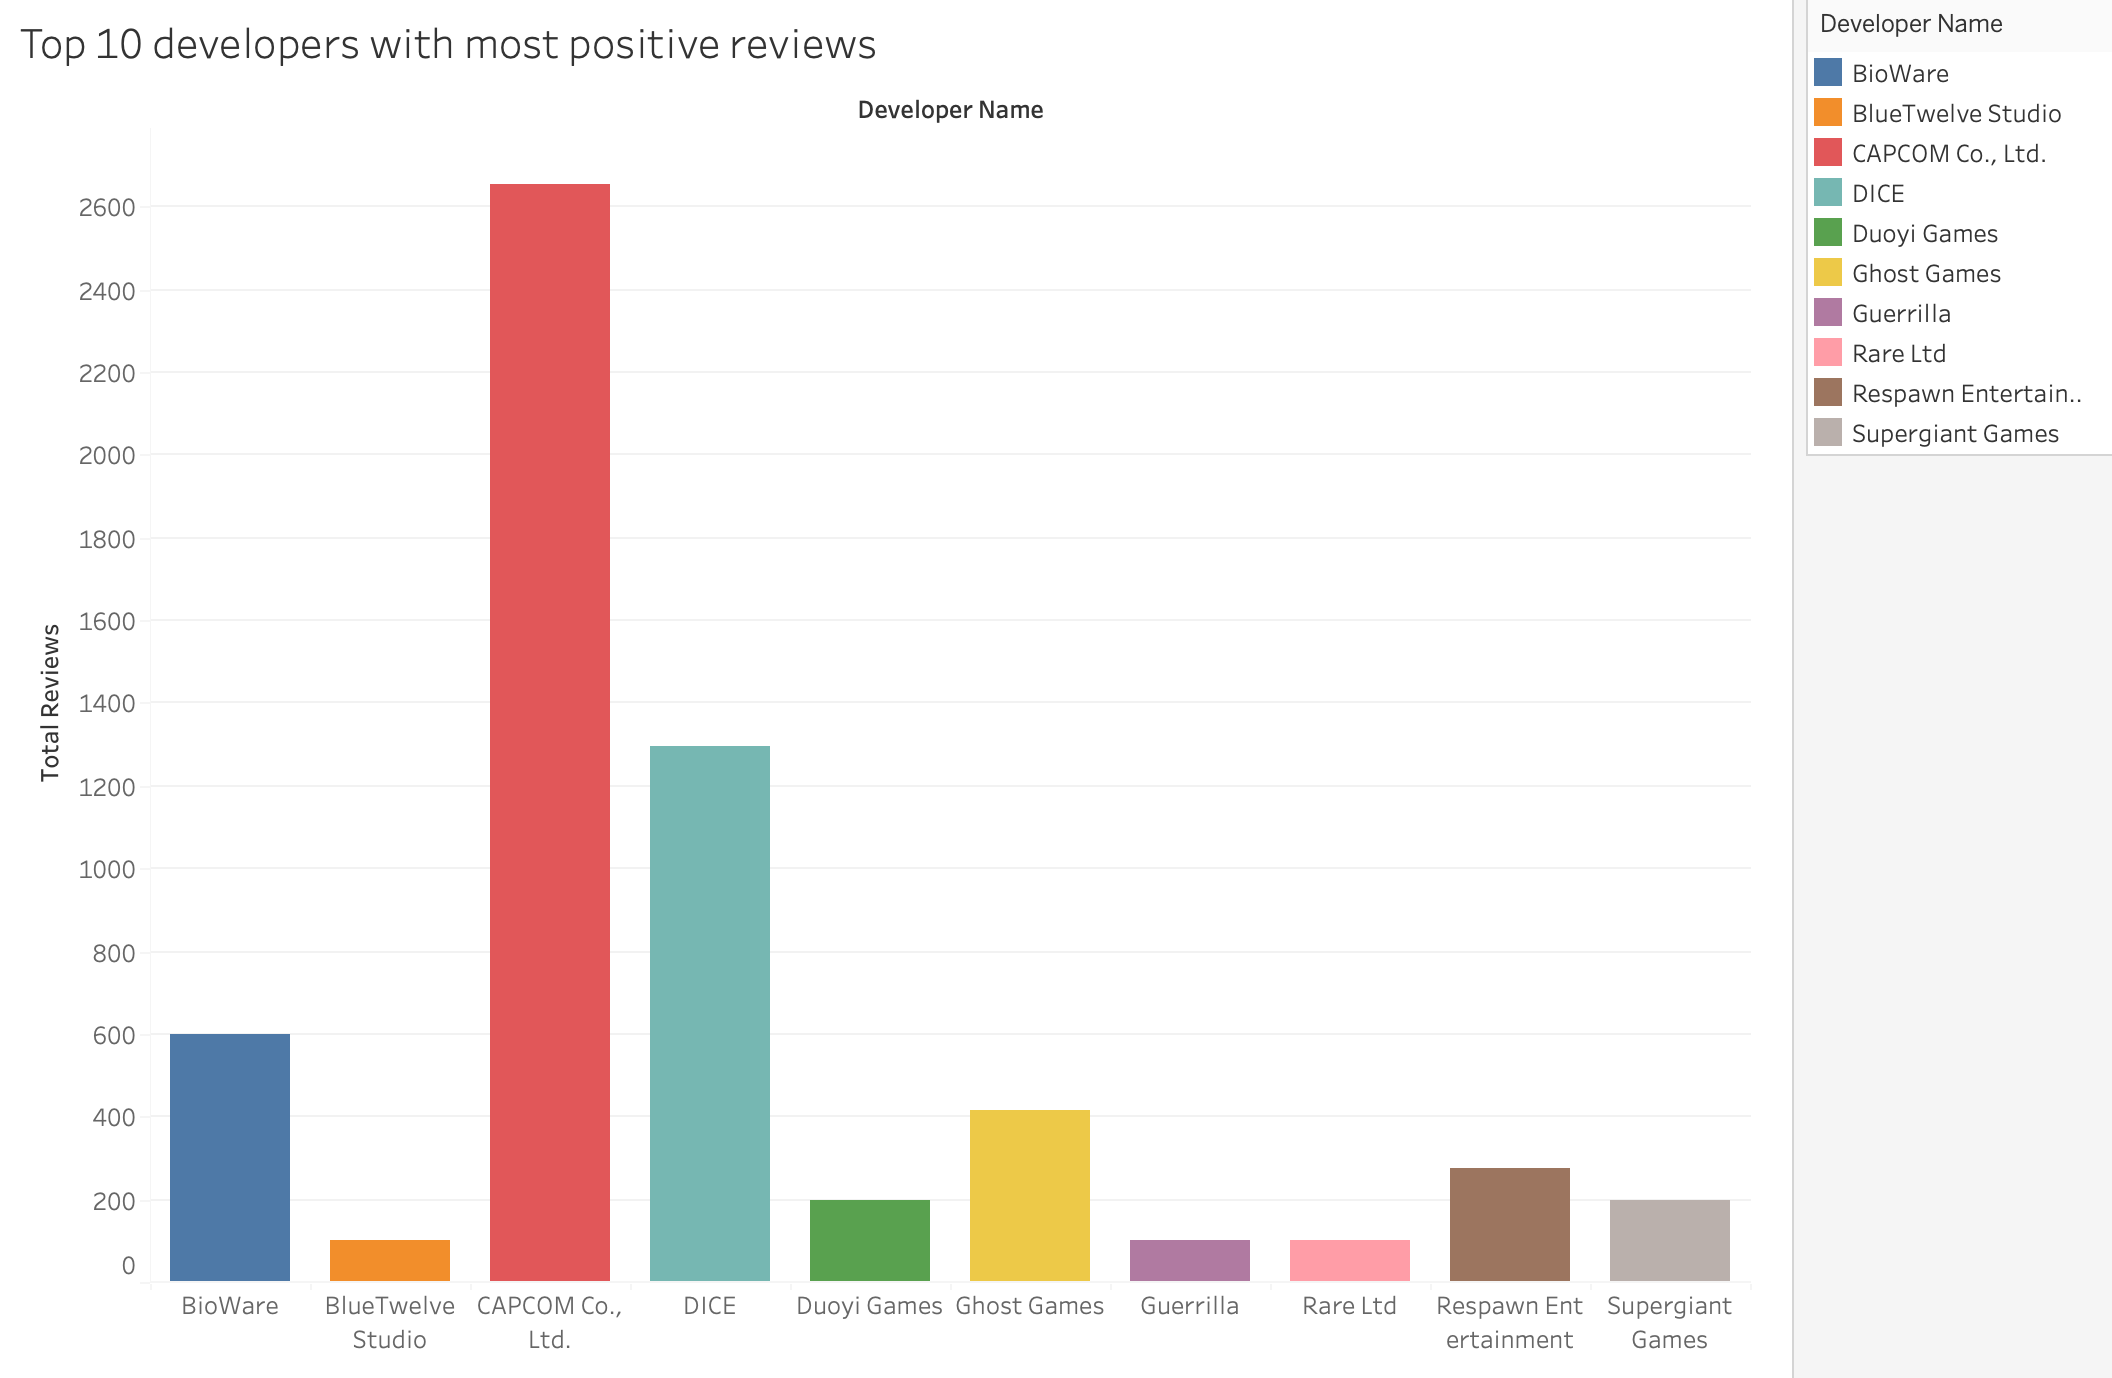 Top 10 developers with most positive reviews
Developer Name
Total Reviews
2600
2400
2200
2000
1800
1600
1400
1200
1000
800
600
400
200
0
BioWare
BlueTwelve
Studio
CAPCOM Co.,
Ltd.
DICE
Duoyi Games
Ghost Games
Guerrilla
Rare Ltd
Respawn Ent
ertainment
Supergiant
Games
Developer Name
BioWare
BlueTwelve Studio
CAPCOM Co., Ltd.
DICE
Duoyi Games
Ghost Games
Guerrilla
Rare Ltd
Respawn Entertain..
Supergiant Games